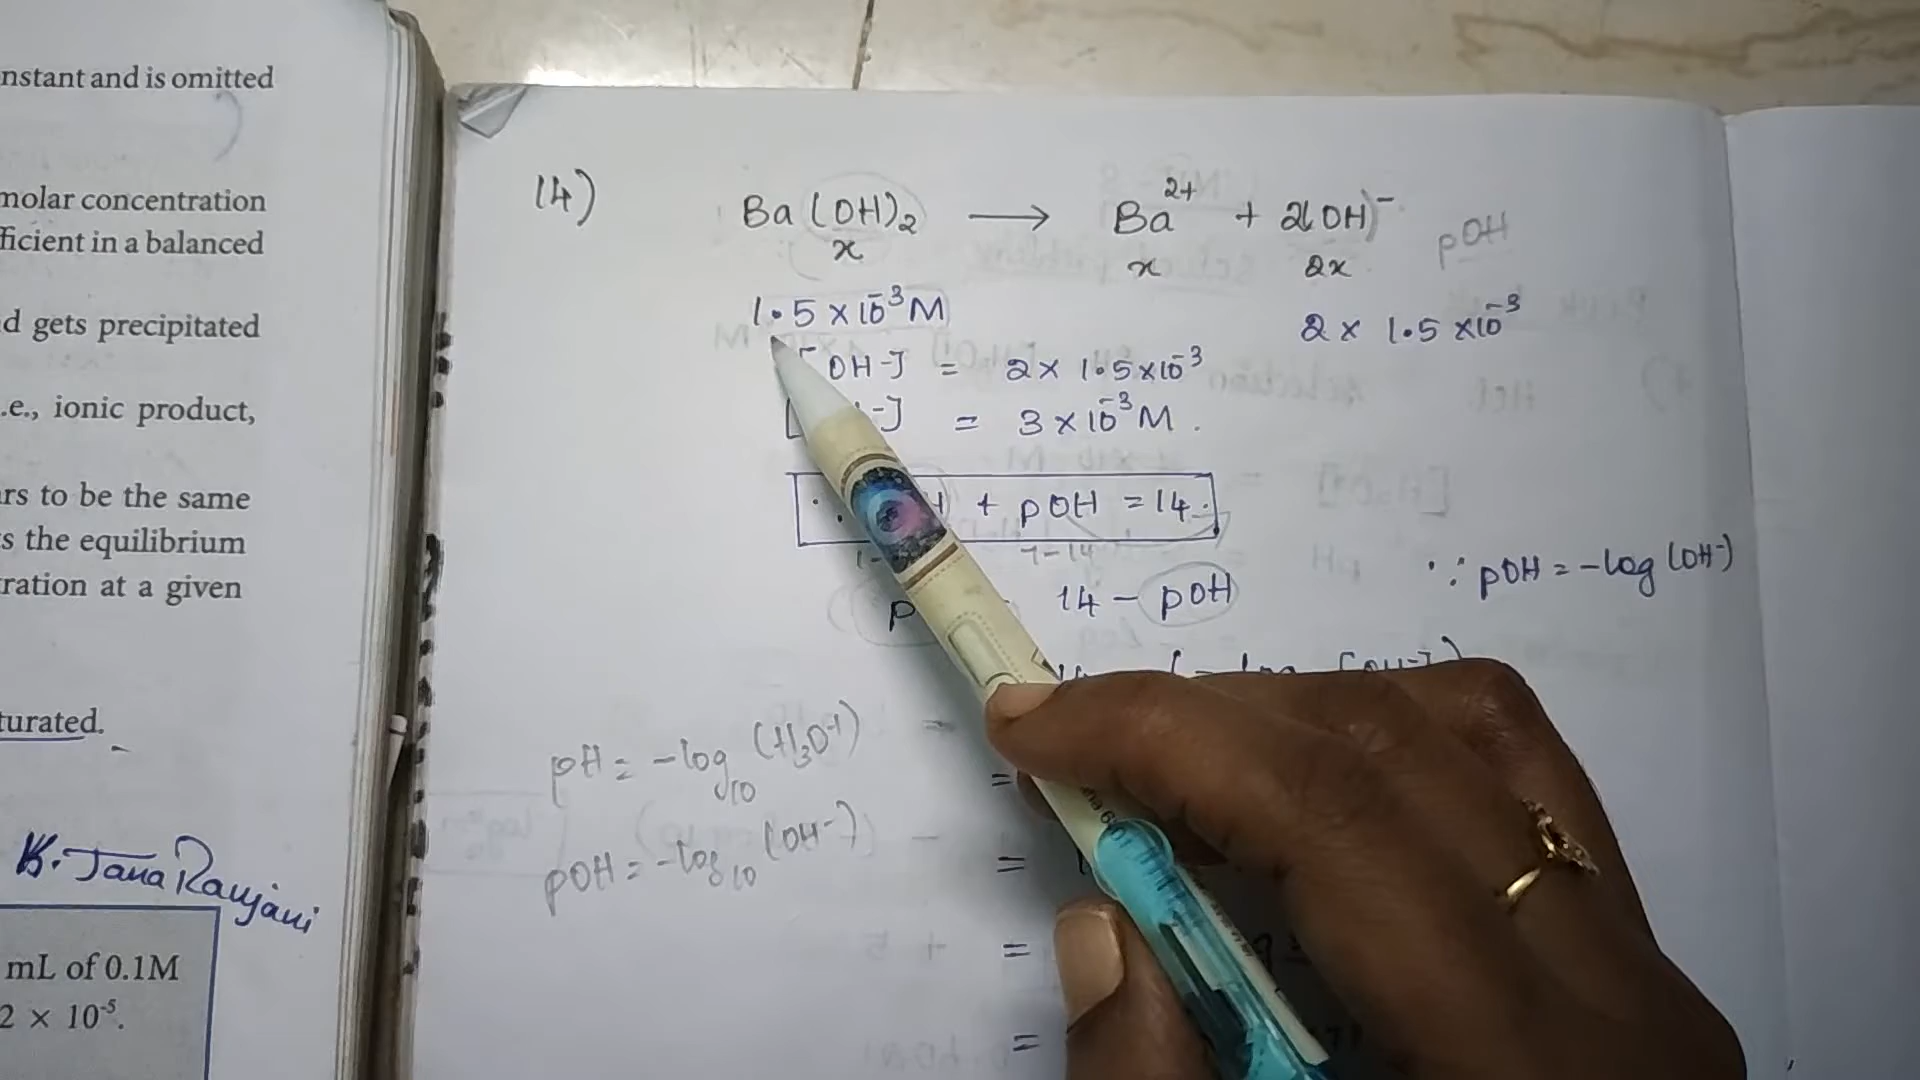 nstant and is omitted
molar concentration
fficient in a balanced
d gets precipitated
.e., ionic product,
rs to be the same
s the equilibrium
ration at a given
turated.
K. Jana Ranjani
mL of 0.1M
2 × 10⁻⁵.
14) Ba(OH)₂ → Ba²⁺ + 2(OH)⁻
x x 2x pOH
1.5 × 10⁻³ M 2 × 1.5 × 10⁻³
OH-] = 2 × 1.5 × 10⁻³
[ -] = 3 × 10⁻³ M.
∴ + pOH = 14.
7-14
p 14 - pOH ∵ pOH = -log (OH⁻)
pH = -log₁₀ (H₃O⁺) =
=
pOH = -log₁₀ (OH⁻) =
=
=